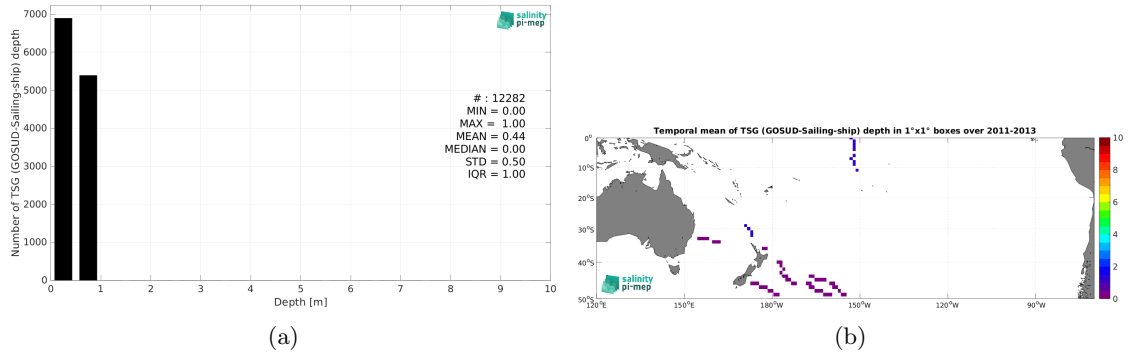 salinity
pi-mep
Number of TSG (GOSUD-Sailing-ship) depth
7000
6000
5000
4000
3000
2000
1000
0
# : 12282
MIN = 0.00
MAX = 1.00
MEAN = 0.44
MEDIAN = 0.00
STD = 0.50
IQR = 1.00
0 1 2 3 4 5 6 7 8 9 10
Depth [m]
(a)
Temporal mean of TSG (GOSUD-Sailing-ship) depth in 1°x1° boxes over 2011-2013
0°
10°S
20°S
30°S
40°S
50°S
120°E 150°E 180°W 150°W 120°W 90°W
salinity
pi-mep
10
8
6
4
2
0
(b)